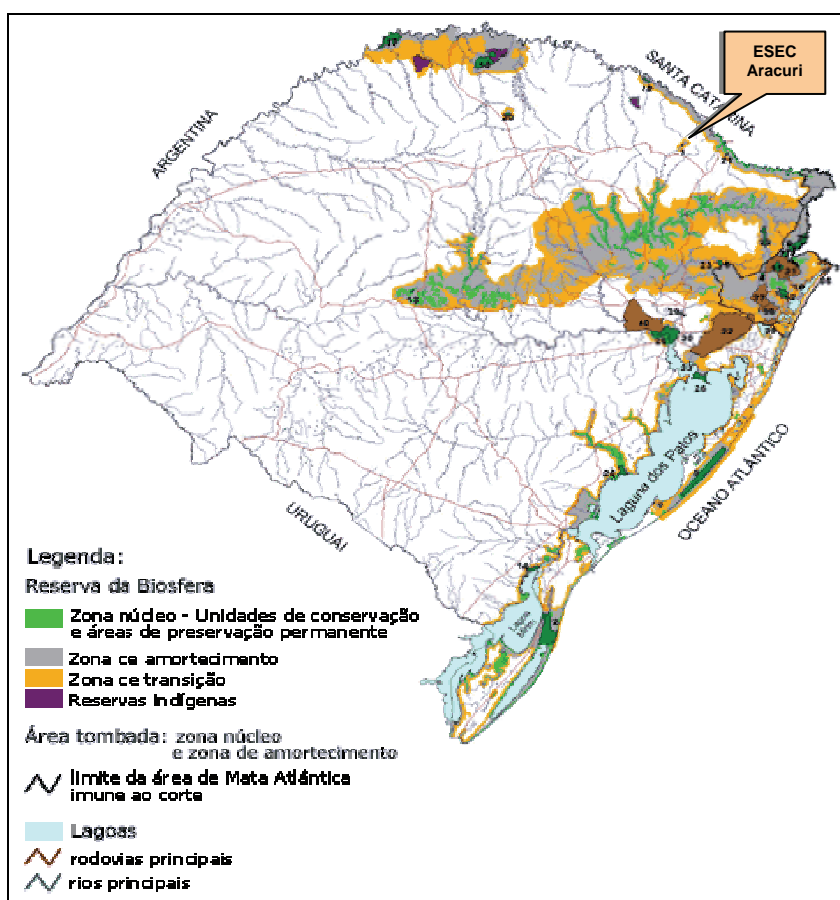 ESEC
Aracuri
SANTA CATARINA
ARGENTINA
Laguna dos Patos
OCEANO ATLÂNTICO
URUGUAI
Lagoa
Mirim
Legenda:
Reserva da Biosfera
Zona núcleo - Unidades de conservação
e áreas de preservação permanente
Zona ce amortecimento
Zona ce transição
Reservas Indígenas
Área tombada: zona núcleo
e zona de amortecimento
limite da área de Mata Atlântica
imune ao corte
Lagoas
rodovias principais
rios principais